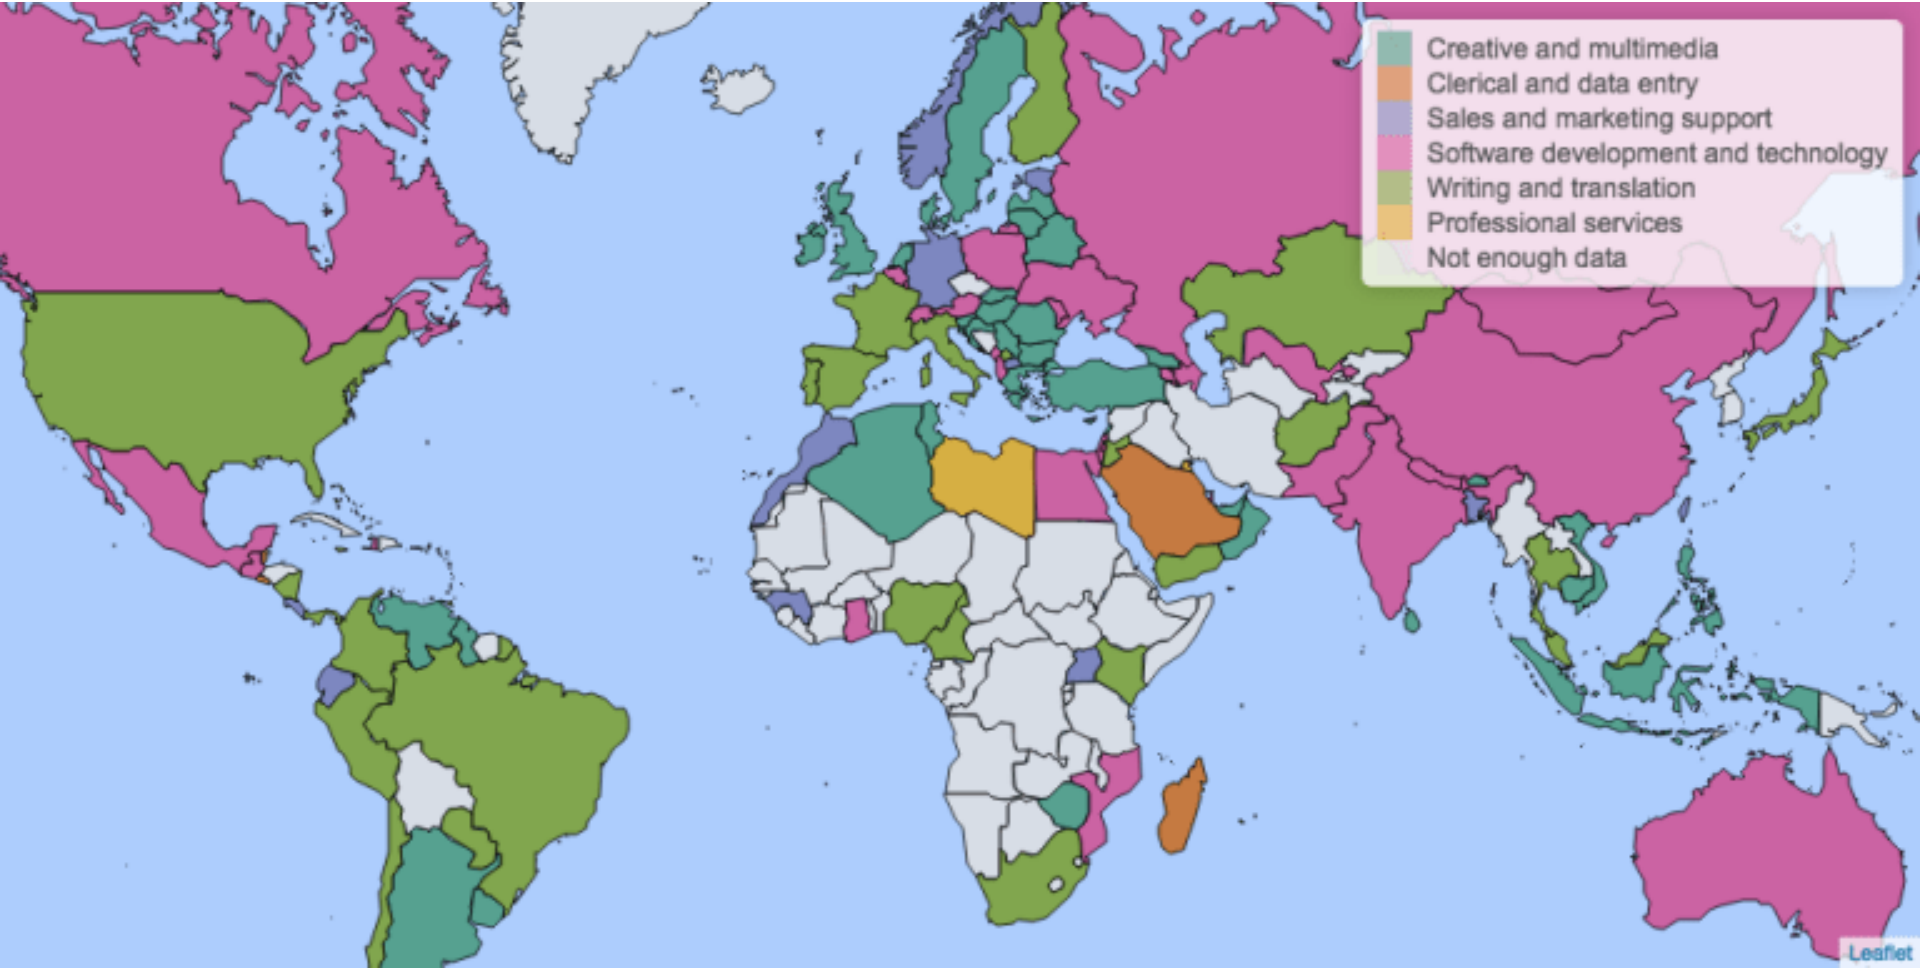 Creative and multimedia
Clerical and data entry
Sales and marketing support
Software development and technology
Writing and translation
Professional services
Not enough data
Leaflet